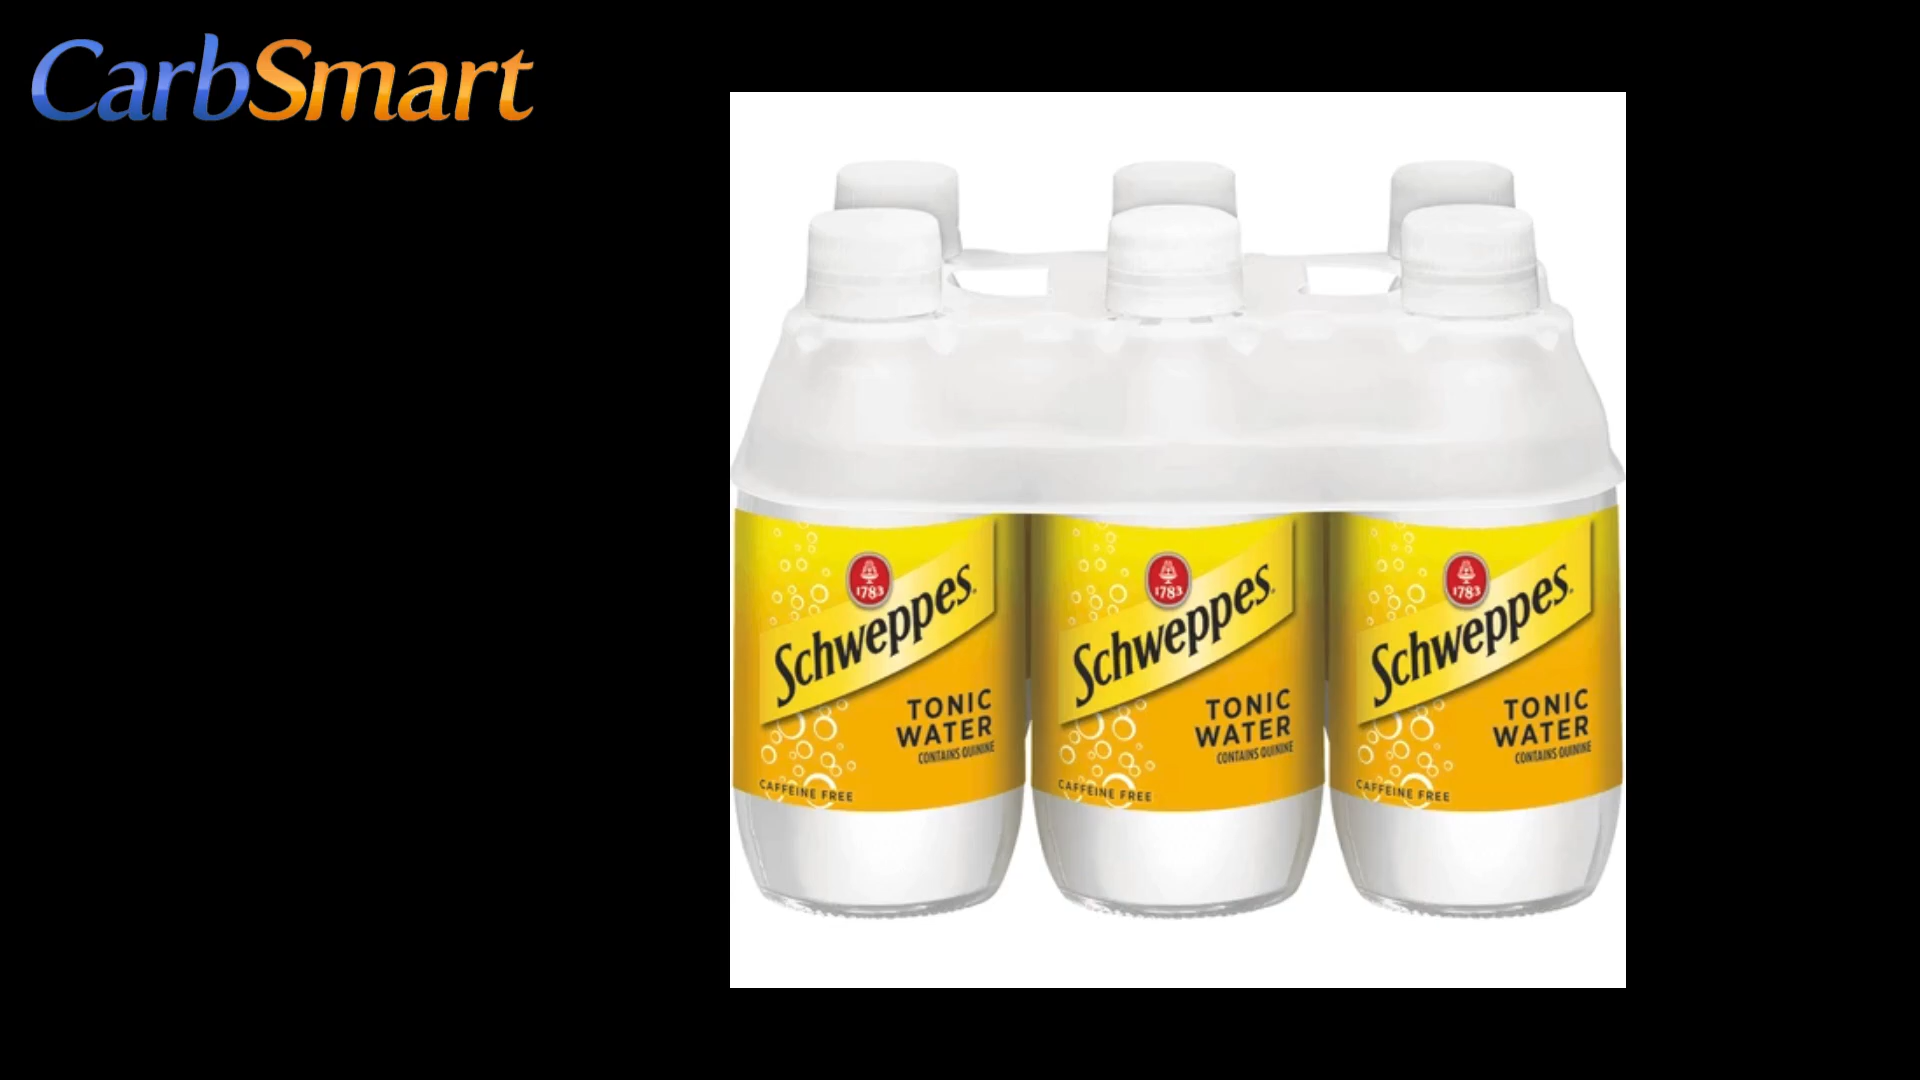 CarbSmart
1783
Schweppes
TONIC
WATER
CONTAINS QUININE
CAFFEINE FREE
1783
Schweppes
TONIC
WATER
CONTAINS QUININE
CAFFEINE FREE
1783
Schweppes
TONIC
WATER
CONTAINS QUININE
CAFFEINE FREE